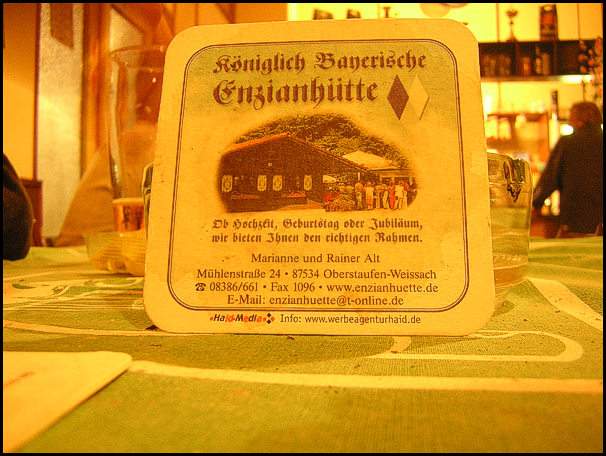 Königlich Bayerische
Enzianhütte
Ob Hochzeit, Geburtstag oder Jubiläum,
wir bieten Ihnen den richtigen Rahmen.
Marianne und Rainer Alt
Mühlenstraße 24 • 87534 Oberstaufen-Weissach
☎ 08386/661 • Fax 1096 • www.enzianhuette.de
E-Mail: enzianhuette@t-online.de
Haid-Media Info: www.werbeagenturhaid.de